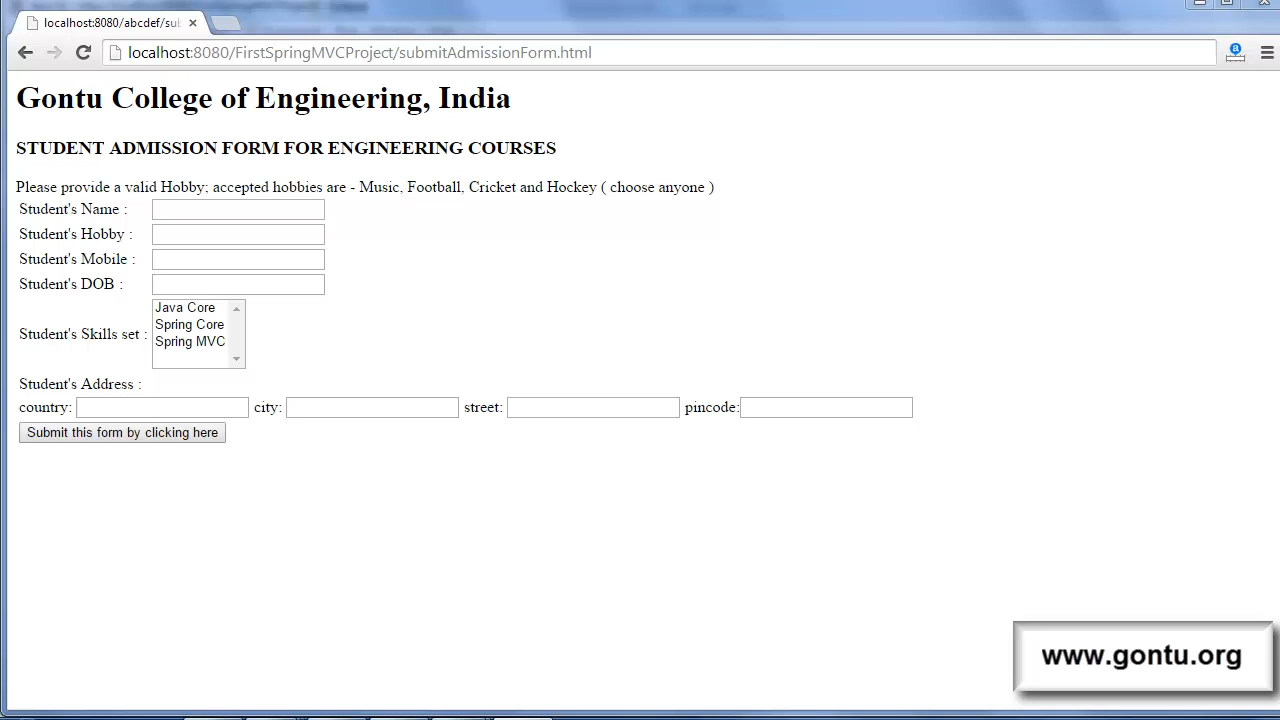 localhost:8080/abcdef/sub
localhost:8080/FirstSpringMVCProject/submitAdmissionForm.html
Gontu College of Engineering, India
STUDENT ADMISSION FORM FOR ENGINEERING COURSES
Please provide a valid Hobby; accepted hobbies are - Music, Football, Cricket and Hockey ( choose anyone )
Student's Name :
Student's Hobby :
Student's Mobile :
Student's DOB :
Student's Skills set :
Java Core
Spring Core
Spring MVC
Student's Address :
country: city: street: pincode:
Submit this form by clicking here
www.gontu.org